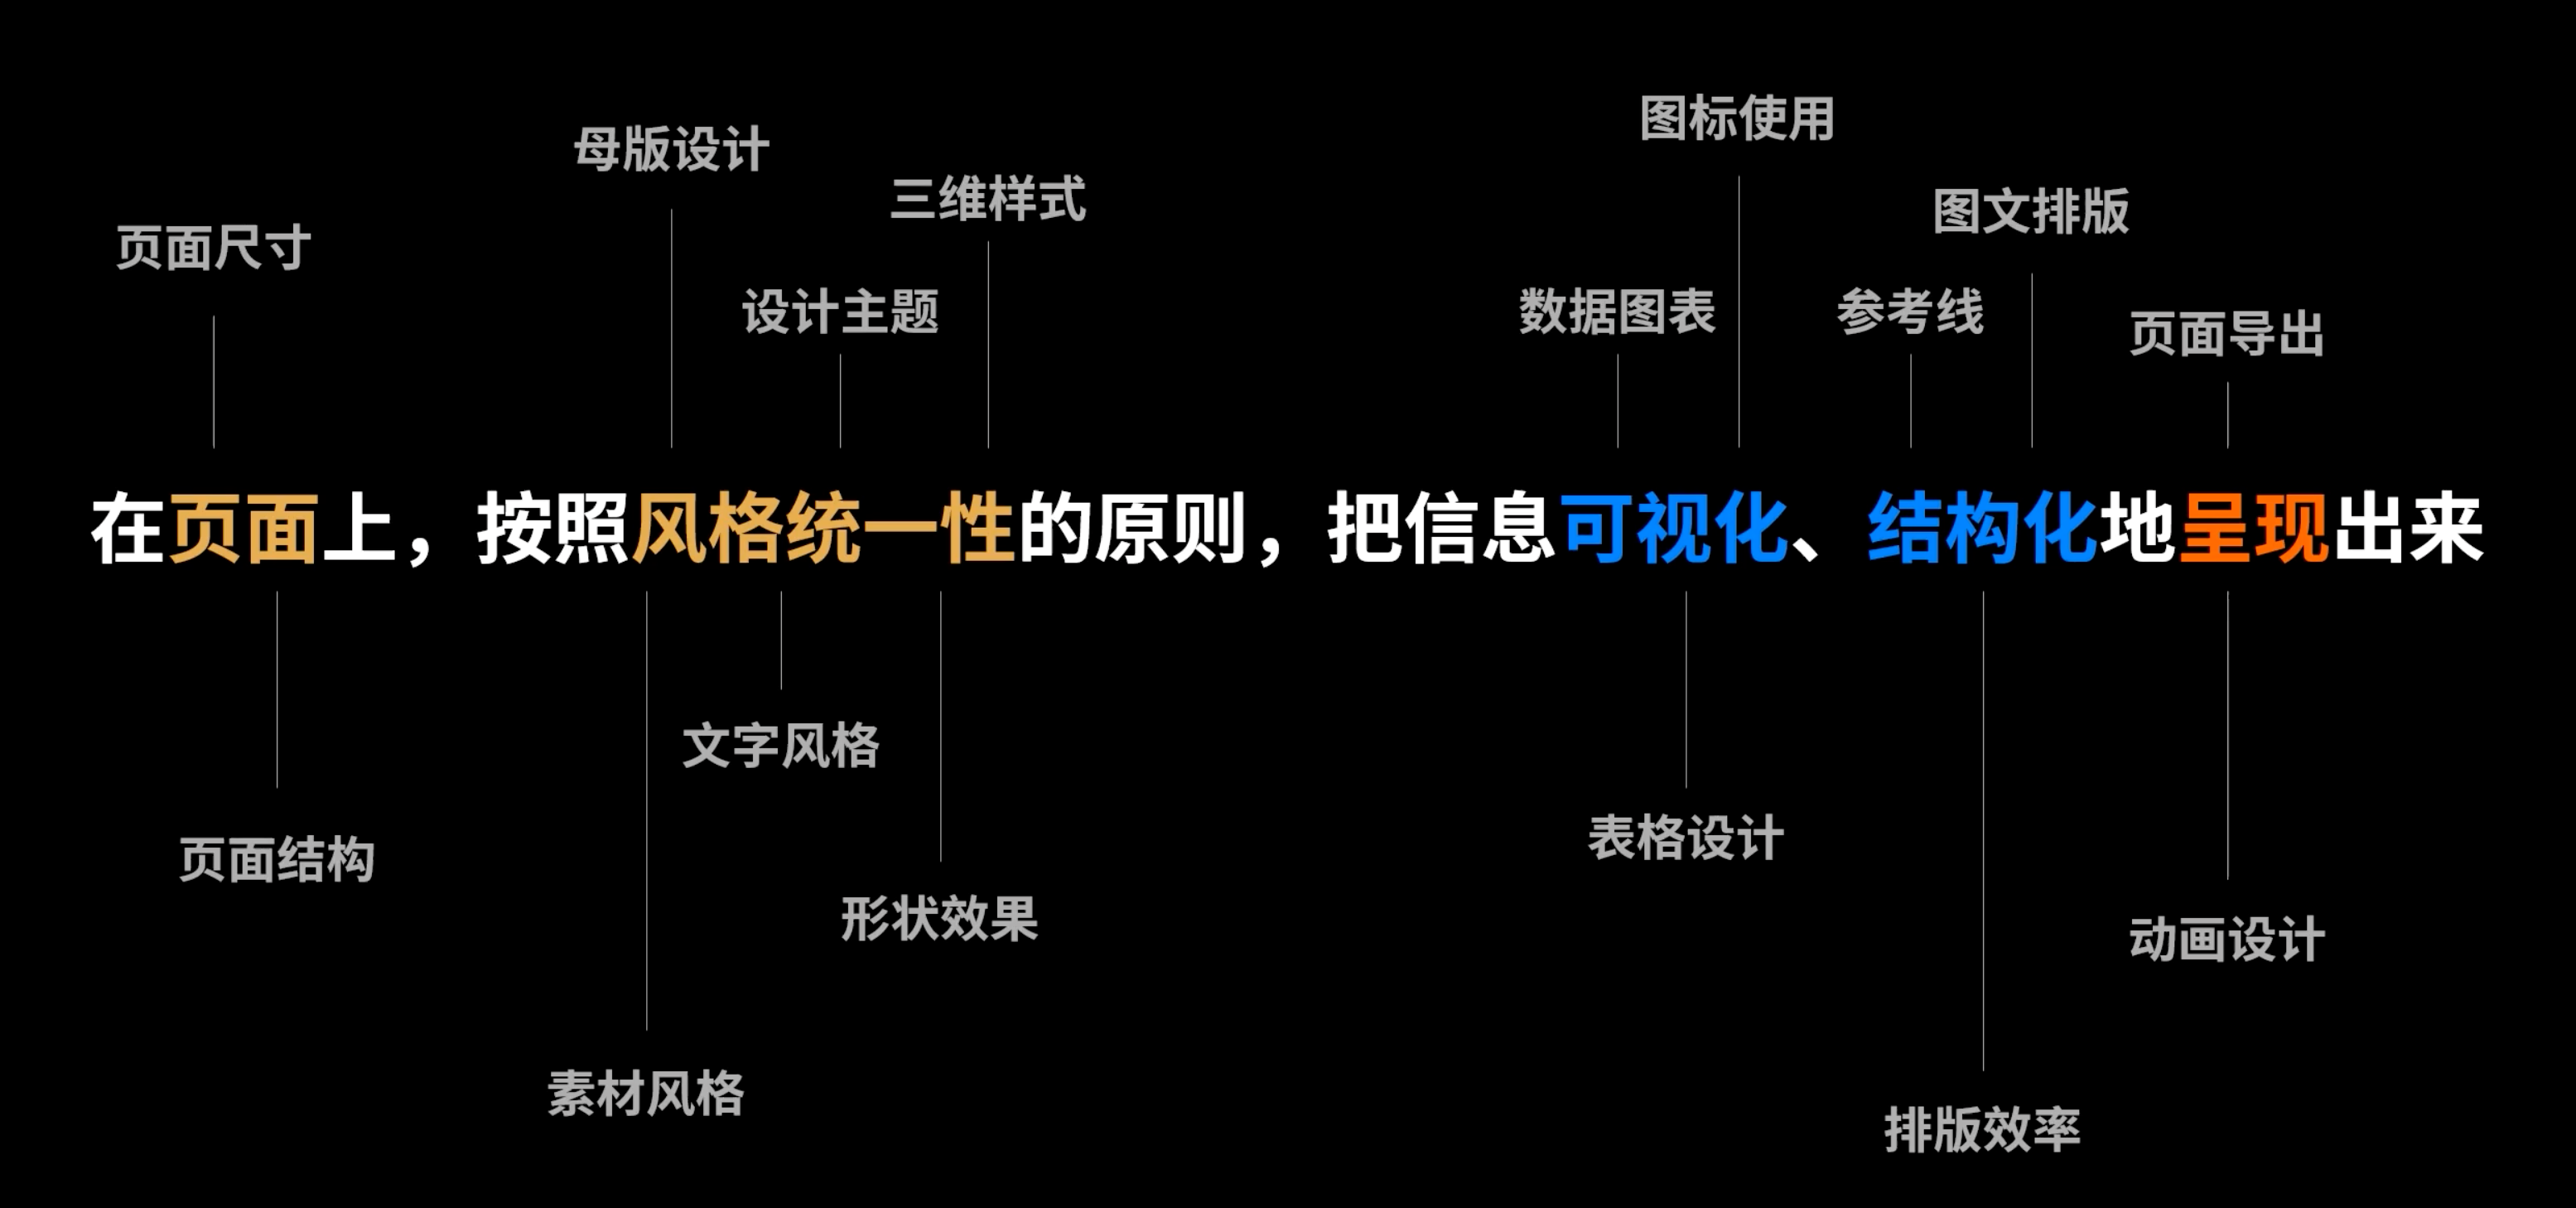 图标使用
母版设计
三维样式
图文排版
页面尺寸
设计主题
数据图表
参考线
页面导出
在页面上，按照风格统一性的原则，把信息可视化、结构化地呈现出来
文字风格
表格设计
页面结构
形状效果
动画设计
素材风格
排版效率